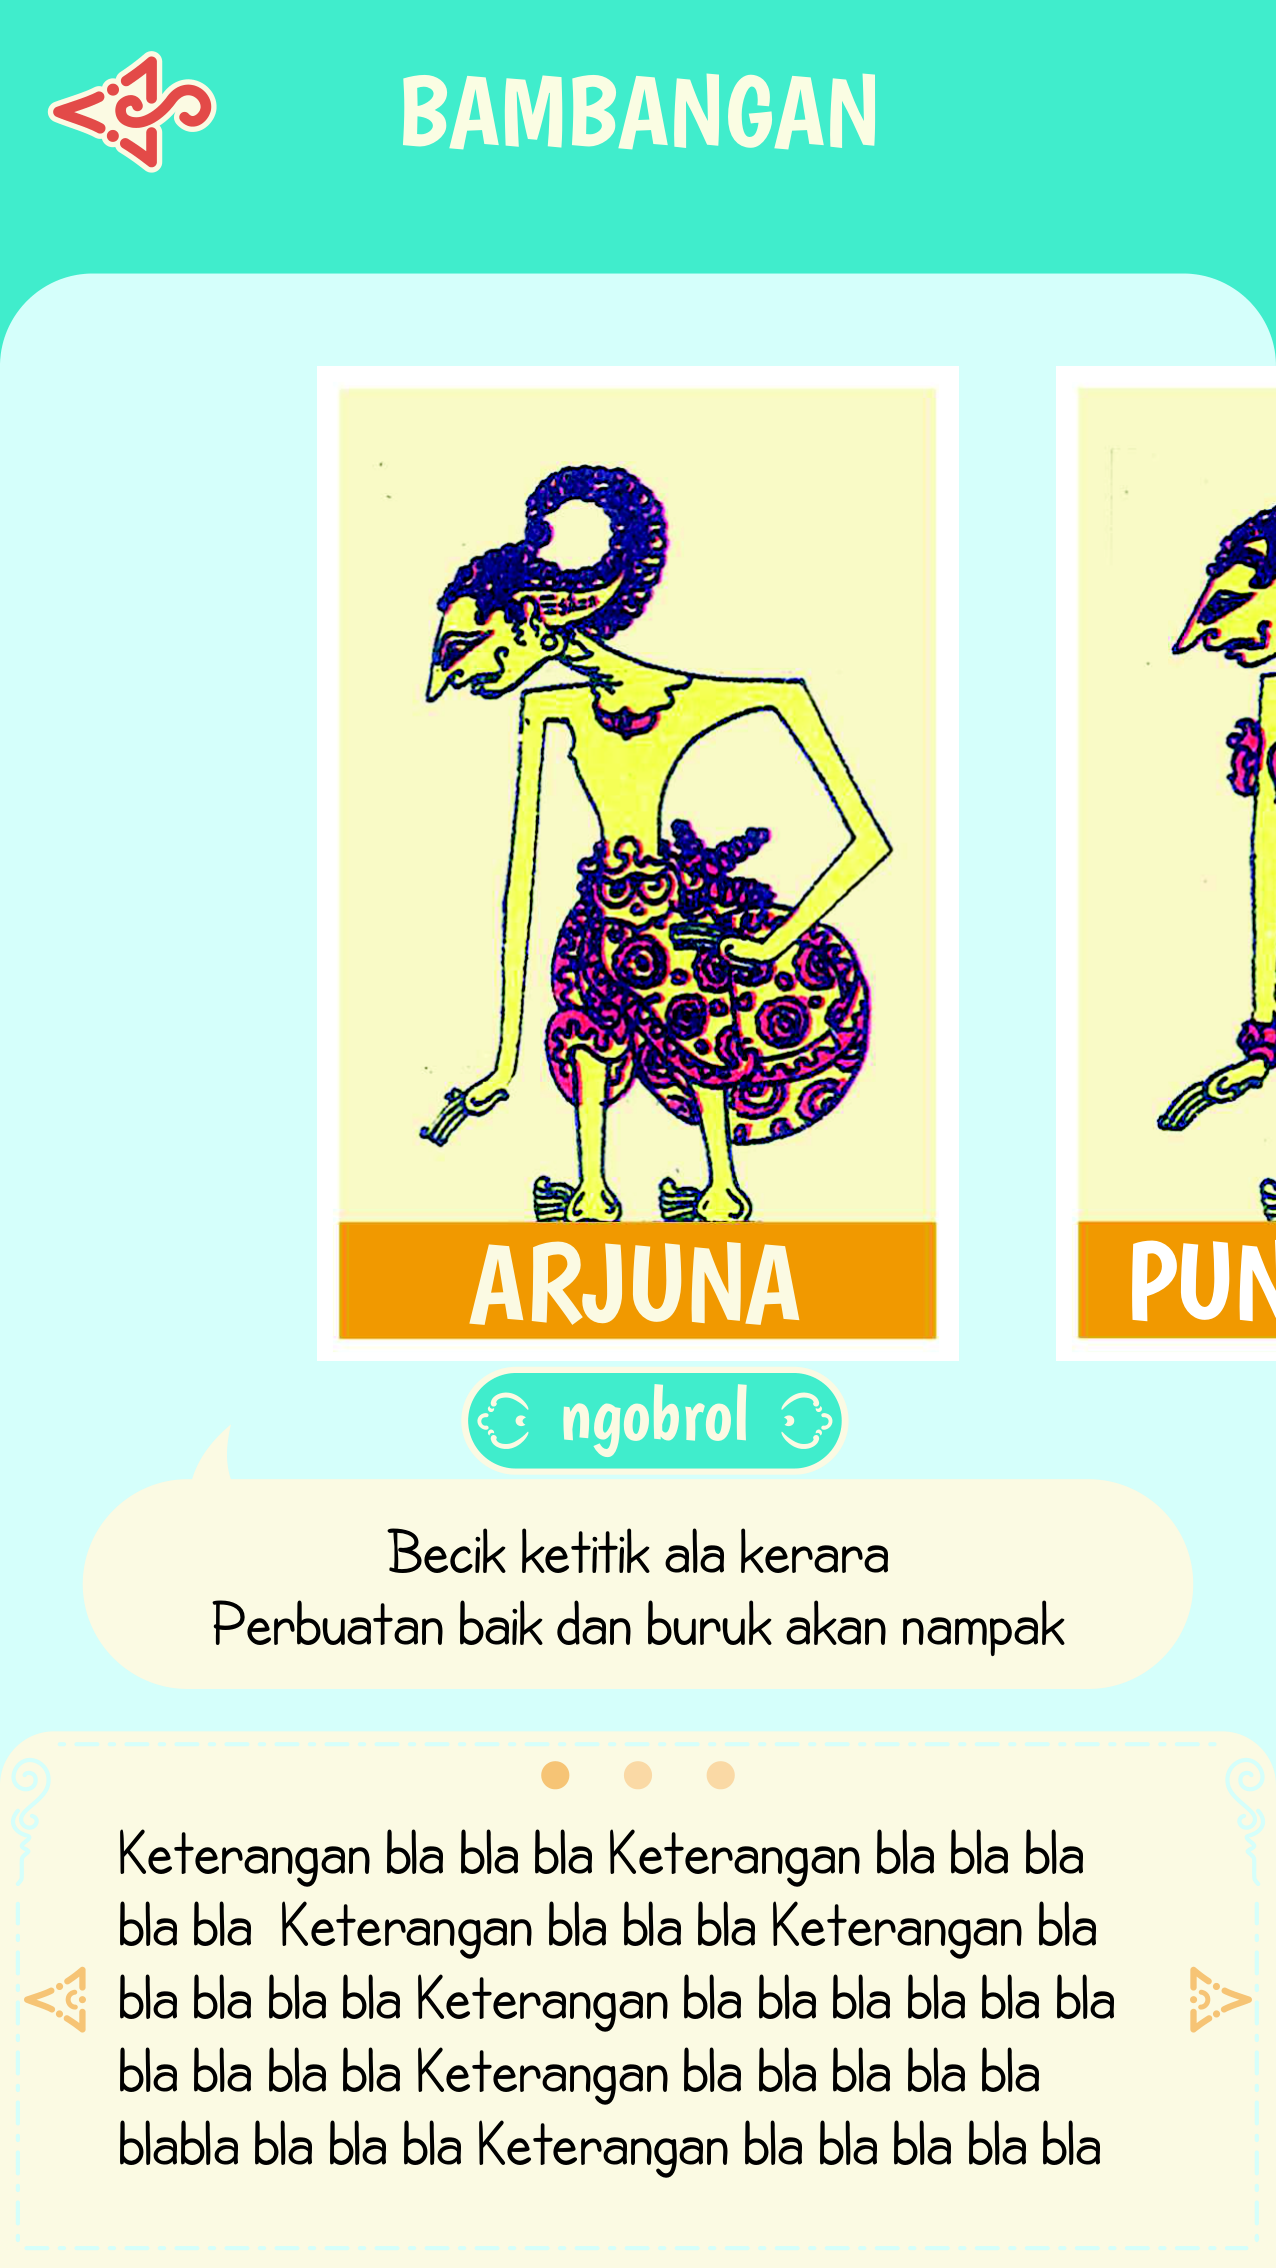 BAMBANGAN
ARJUNA
PUN
ngobrol
Becik ketitik ala kerara
Perbuatan baik dan buruk akan nampak
Keterangan bla bla bla Keterangan bla bla bla
bla bla Keterangan bla bla bla Keterangan bla
bla bla bla bla Keterangan bla bla bla bla bla bla
bla bla bla bla Keterangan bla bla bla bla bla
blabla bla bla bla Keterangan bla bla bla bla bla